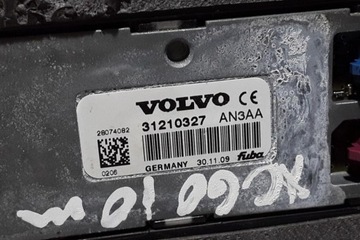 VOLVO CE
31210327 AN3AA
28074082
0206
GERMANY 30.11.09 fuba
XC60 10 m